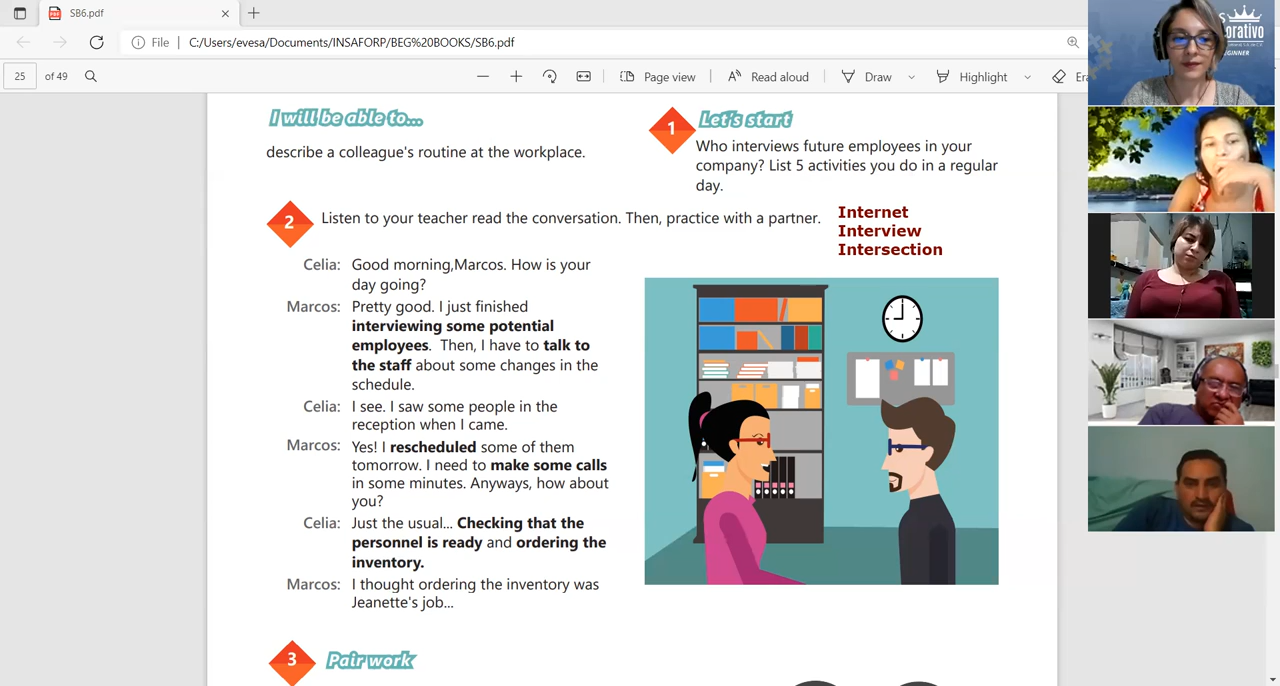 SB6.pdf
File
C:/Users/evesa/Documents/INSAFORP/BEG%20BOOKS/SB6.pdf
25 of 49
Page view
Read aloud
Draw
Highlight
Era
S
orativo
GINNER
I will be able to...
describe a colleague's routine at the workplace.
1 Let's start
Who interviews future employees in your
company? List 5 activities you do in a regular
day.
2 Listen to your teacher read the conversation. Then, practice with a partner.
Internet
Interview
Intersection
Celia: Good morning,Marcos. How is your
day going?
Marcos: Pretty good. I just finished
interviewing some potential
employees. Then, I have to talk to
the staff about some changes in the
schedule.
Celia: I see. I saw some people in the
reception when I came.
Marcos: Yes! I rescheduled some of them
tomorrow. I need to make some calls
in some minutes. Anyways, how about
you?
Celia: Just the usual... Checking that the
personnel is ready and ordering the
inventory.
Marcos: I thought ordering the inventory was
Jeanette's job...
3 Pair work